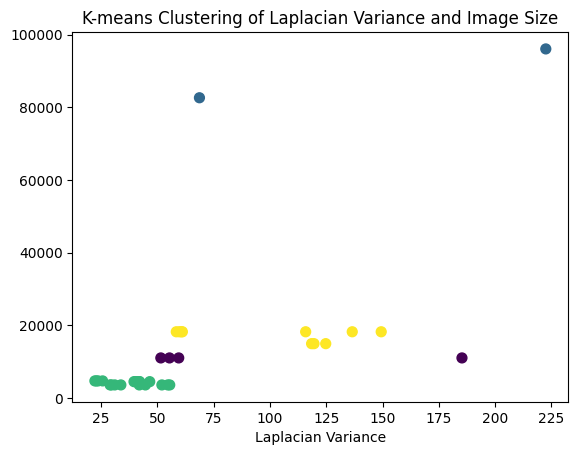 K-means Clustering of Laplacian Variance and Image Size
100000
80000
60000
40000
20000
0
25 50 75 100 125 150 175 200 225
Laplacian Variance